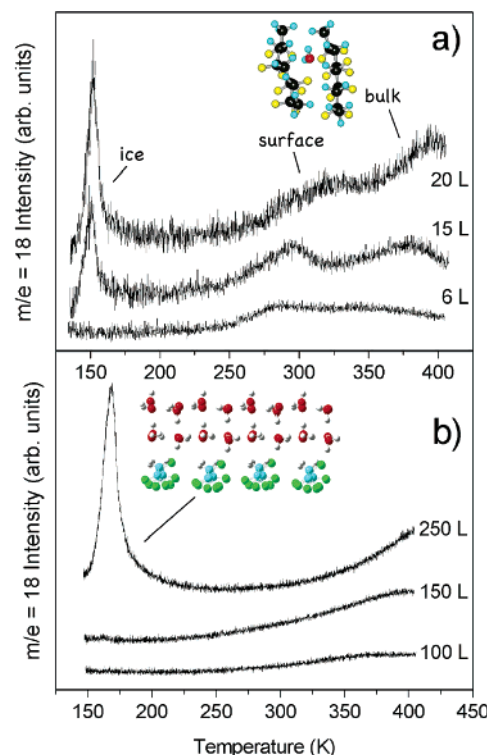 a)
ice
surface
bulk
20 L
15 L
6 L
m/e = 18 Intensity (arb. units)
150 200 250 300 350 400
b)
250 L
150 L
100 L
m/e = 18 Intensity (arb. units)
150 200 250 300 350 400 450
Temperature (K)